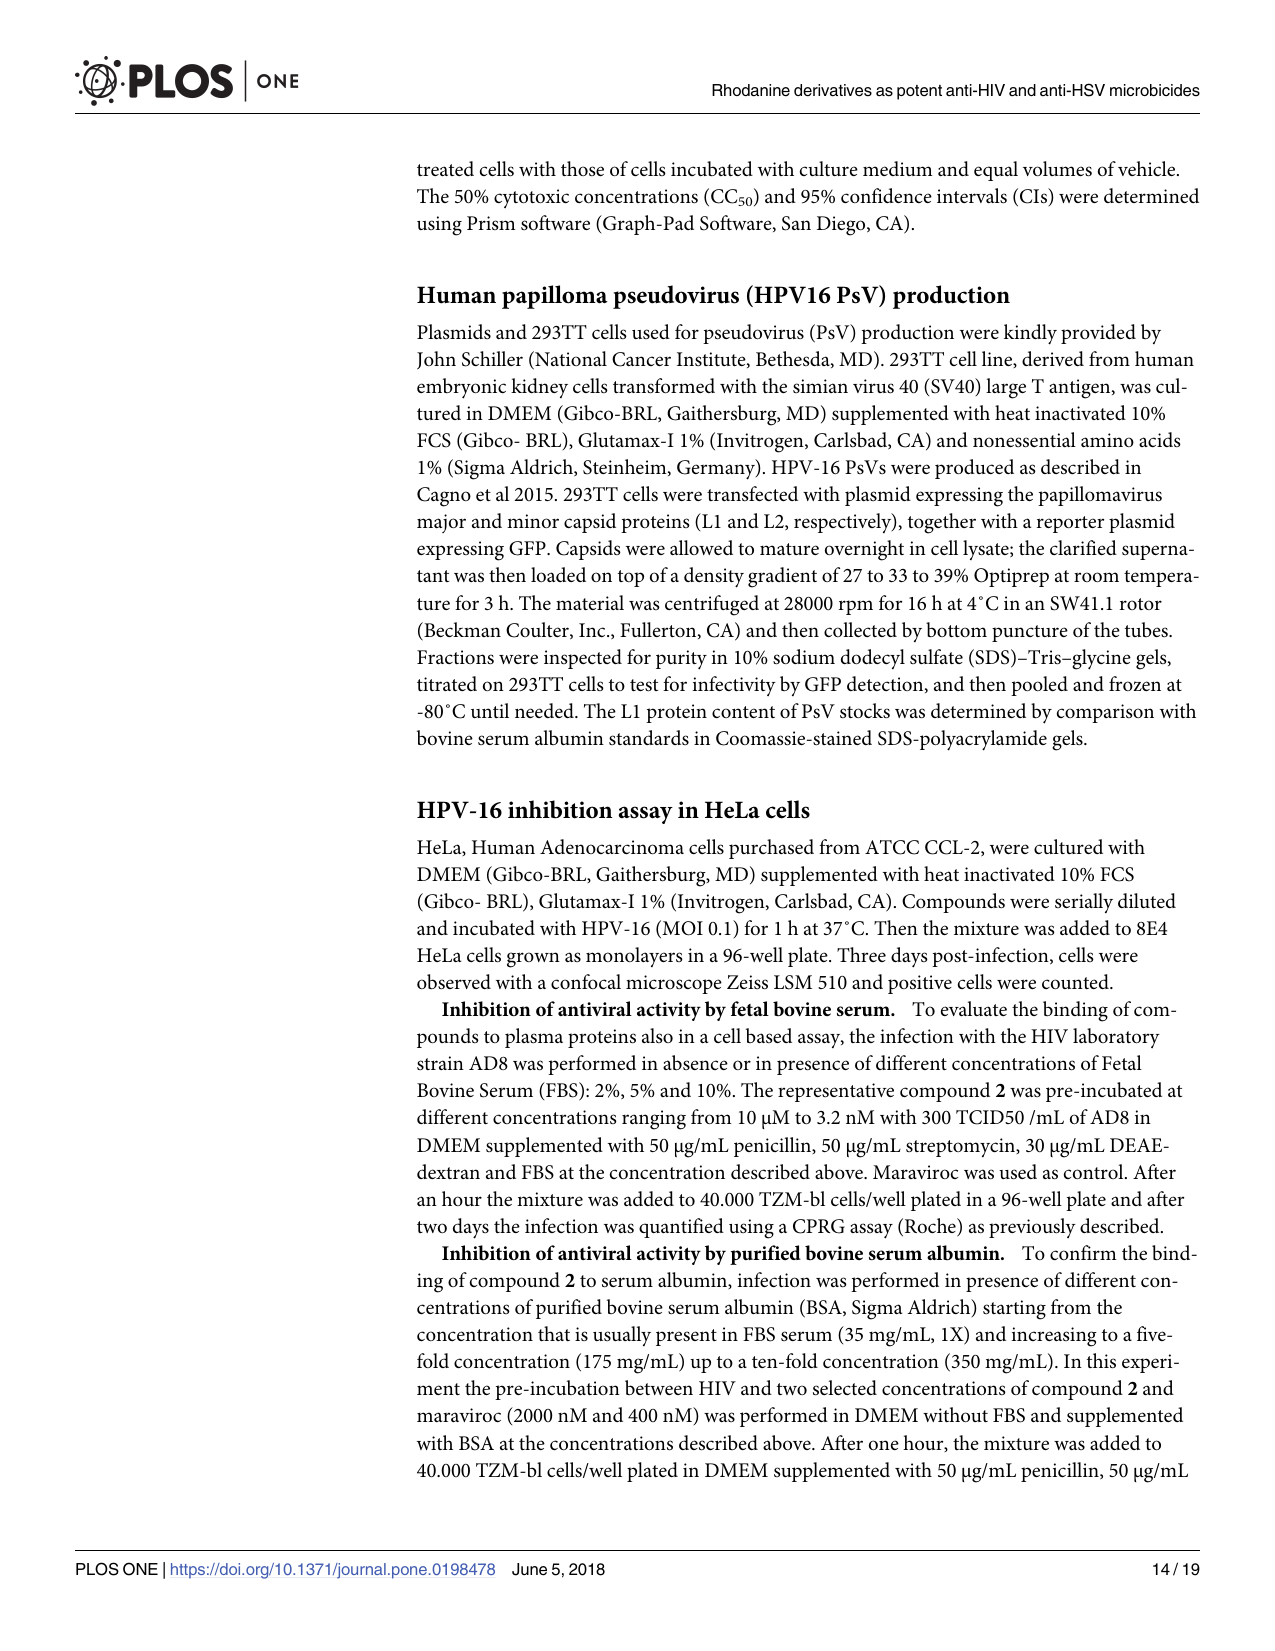 PLOS | ONE
Rhodanine derivatives as potent anti-HIV and anti-HSV microbicides
treated cells with those of cells incubated with culture medium and equal volumes of vehicle.
The 50% cytotoxic concentrations (CC50) and 95% confidence intervals (CIs) were determined
using Prism software (Graph-Pad Software, San Diego, CA).
Human papilloma pseudovirus (HPV16 PsV) production
Plasmids and 293TT cells used for pseudovirus (PsV) production were kindly provided by
John Schiller (National Cancer Institute, Bethesda, MD). 293TT cell line, derived from human
embryonic kidney cells transformed with the simian virus 40 (SV40) large T antigen, was cul-
tured in DMEM (Gibco-BRL, Gaithersburg, MD) supplemented with heat inactivated 10%
FCS (Gibco- BRL), Glutamax-I 1% (Invitrogen, Carlsbad, CA) and nonessential amino acids
1% (Sigma Aldrich, Steinheim, Germany). HPV-16 PsVs were produced as described in
Cagno et al 2015. 293TT cells were transfected with plasmid expressing the papillomavirus
major and minor capsid proteins (L1 and L2, respectively), together with a reporter plasmid
expressing GFP. Capsids were allowed to mature overnight in cell lysate; the clarified superna-
tant was then loaded on top of a density gradient of 27 to 33 to 39% Optiprep at room tempera-
ture for 3 h. The material was centrifuged at 28000 rpm for 16 h at 4˚C in an SW41.1 rotor
(Beckman Coulter, Inc., Fullerton, CA) and then collected by bottom puncture of the tubes.
Fractions were inspected for purity in 10% sodium dodecyl sulfate (SDS)–Tris–glycine gels,
titrated on 293TT cells to test for infectivity by GFP detection, and then pooled and frozen at
-80˚C until needed. The L1 protein content of PsV stocks was determined by comparison with
bovine serum albumin standards in Coomassie-stained SDS-polyacrylamide gels.
HPV-16 inhibition assay in HeLa cells
HeLa, Human Adenocarcinoma cells purchased from ATCC CCL-2, were cultured with
DMEM (Gibco-BRL, Gaithersburg, MD) supplemented with heat inactivated 10% FCS
(Gibco- BRL), Glutamax-I 1% (Invitrogen, Carlsbad, CA). Compounds were serially diluted
and incubated with HPV-16 (MOI 0.1) for 1 h at 37˚C. Then the mixture was added to 8E4
HeLa cells grown as monolayers in a 96-well plate. Three days post-infection, cells were
observed with a confocal microscope Zeiss LSM 510 and positive cells were counted.
Inhibition of antiviral activity by fetal bovine serum. To evaluate the binding of com-
pounds to plasma proteins also in a cell based assay, the infection with the HIV laboratory
strain AD8 was performed in absence or in presence of different concentrations of Fetal
Bovine Serum (FBS): 2%, 5% and 10%. The representative compound 2 was pre-incubated at
different concentrations ranging from 10 μM to 3.2 nM with 300 TCID50 /mL of AD8 in
DMEM supplemented with 50 μg/mL penicillin, 50 μg/mL streptomycin, 30 μg/mL DEAE-
dextran and FBS at the concentration described above. Maraviroc was used as control. After
an hour the mixture was added to 40.000 TZM-bl cells/well plated in a 96-well plate and after
two days the infection was quantified using a CPRG assay (Roche) as previously described.
Inhibition of antiviral activity by purified bovine serum albumin. To confirm the bind-
ing of compound 2 to serum albumin, infection was performed in presence of different con-
centrations of purified bovine serum albumin (BSA, Sigma Aldrich) starting from the
concentration that is usually present in FBS serum (35 mg/mL, 1X) and increasing to a five-
fold concentration (175 mg/mL) up to a ten-fold concentration (350 mg/mL). In this experi-
ment the pre-incubation between HIV and two selected concentrations of compound 2 and
maraviroc (2000 nM and 400 nM) was performed in DMEM without FBS and supplemented
with BSA at the concentrations described above. After one hour, the mixture was added to
40.000 TZM-bl cells/well plated in DMEM supplemented with 50 μg/mL penicillin, 50 μg/mL
PLOS ONE | https://doi.org/10.1371/journal.pone.0198478 June 5, 2018
14 / 19